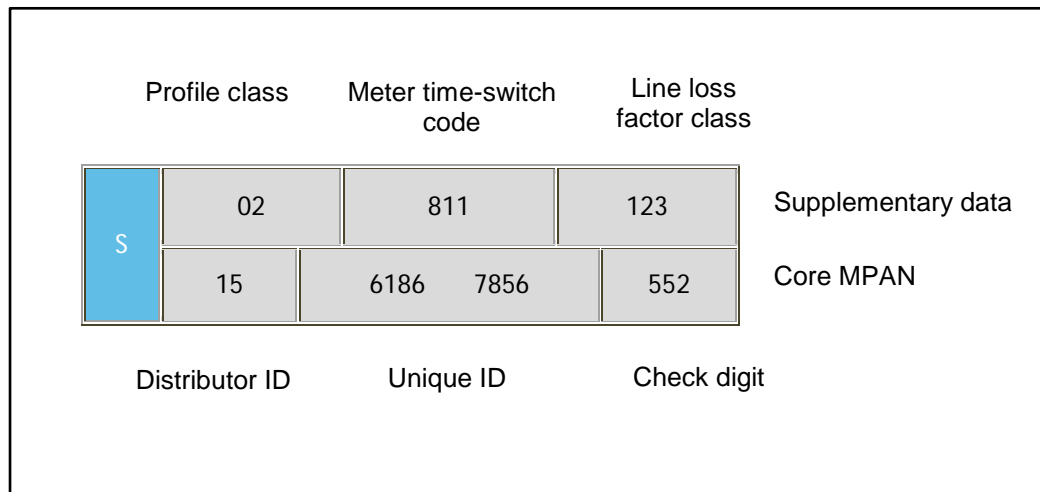 Profile class Meter time-switch code Line loss factor class
S 02 811 123 Supplementary data
15 6186 7856 552 Core MPAN
Distributor ID Unique ID Check digit